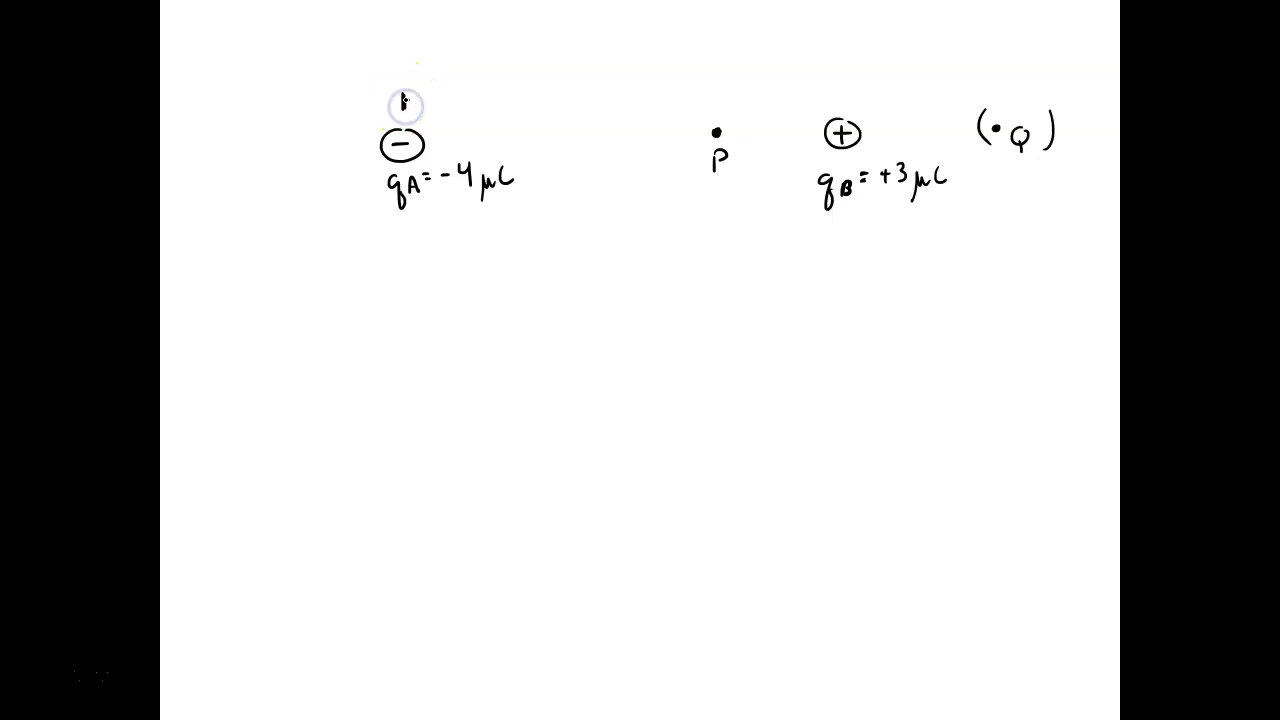 − P + (• Q)
qA = -4 μC qB = +3 μC